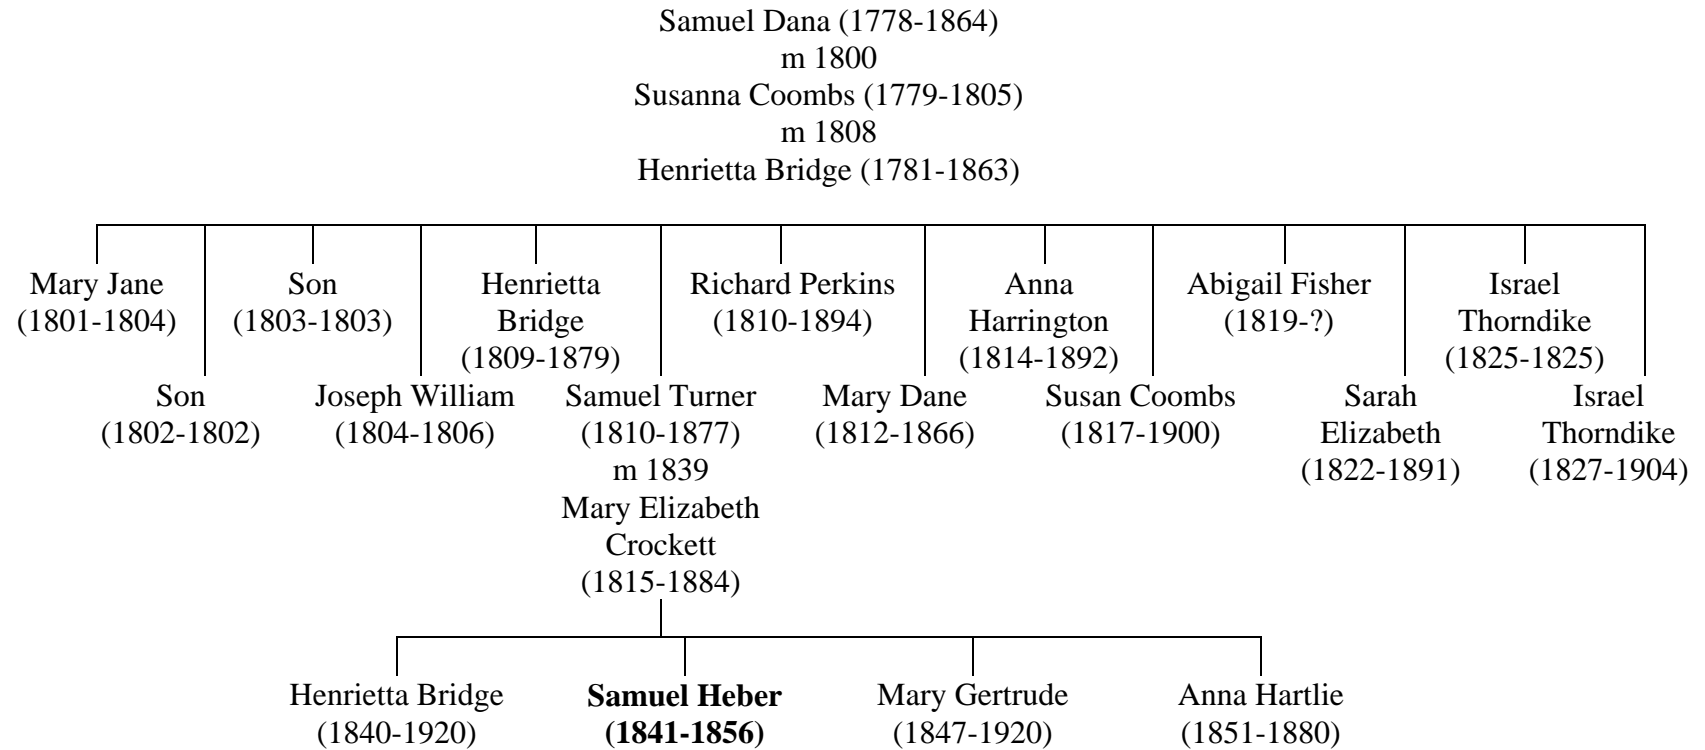 Samuel Dana (1778-1864)
m 1800
Susanna Coombs (1779-1805)
m 1808
Henrietta Bridge (1781-1863)
Mary Jane
(1801-1804)
Son
(1803-1803)
Henrietta
Bridge
(1809-1879)
Richard Perkins
(1810-1894)
Anna
Harrington
(1814-1892)
Abigail Fisher
(1819-?)
Israel
Thorndike
(1825-1825)
Son
(1802-1802)
Joseph William
(1804-1806)
Samuel Turner
(1810-1877)
m 1839
Mary Elizabeth
Crockett
(1815-1884)
Mary Dane
(1812-1866)
Susan Coombs
(1817-1900)
Sarah
Elizabeth
(1822-1891)
Israel
Thorndike
(1827-1904)
Henrietta Bridge
(1840-1920)
Samuel Heber
(1841-1856)
Mary Gertrude
(1847-1920)
Anna Hartlie
(1851-1880)